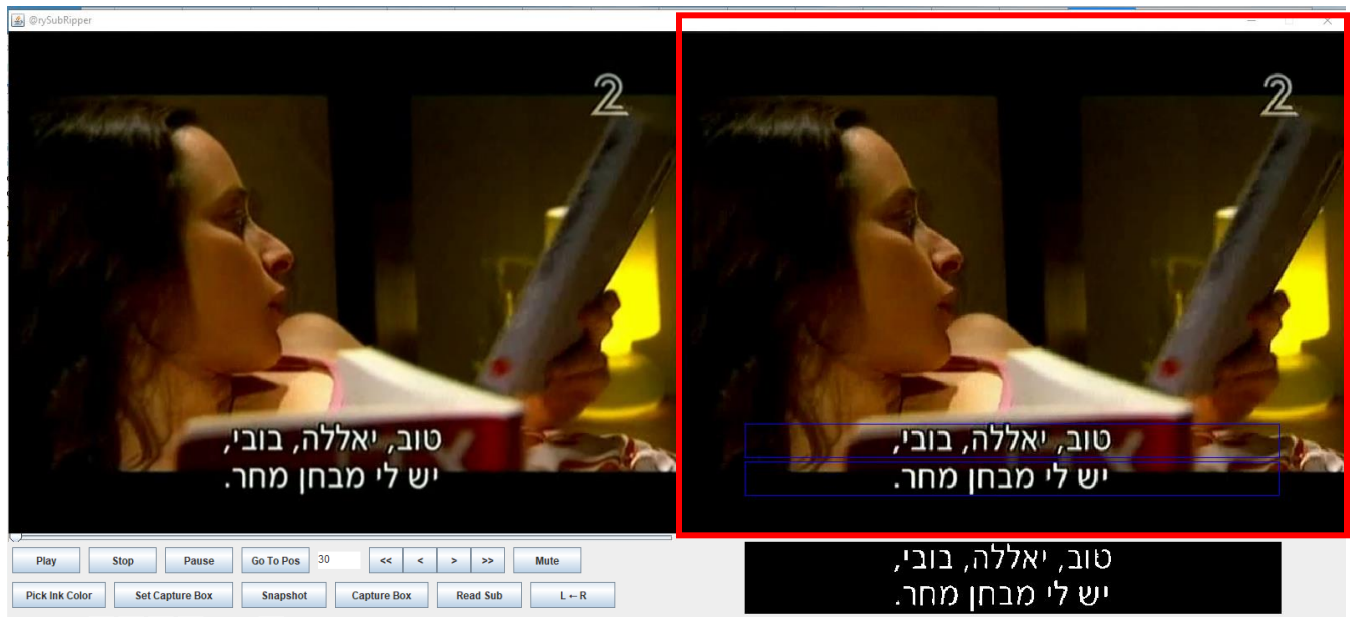 @rySubRipper
2
2
טוב, יאללה, בובי,
יש לי מבחן מחר.
טוב, יאללה, בובי,
יש לי מבחן מחר.
Play Stop Pause Go To Pos 30 << < > >> Mute
Pick Ink Color Set Capture Box Snapshot Capture Box Read Sub L ←R
טוב, יאללה, בובי,
יש לי מבחן מחר.